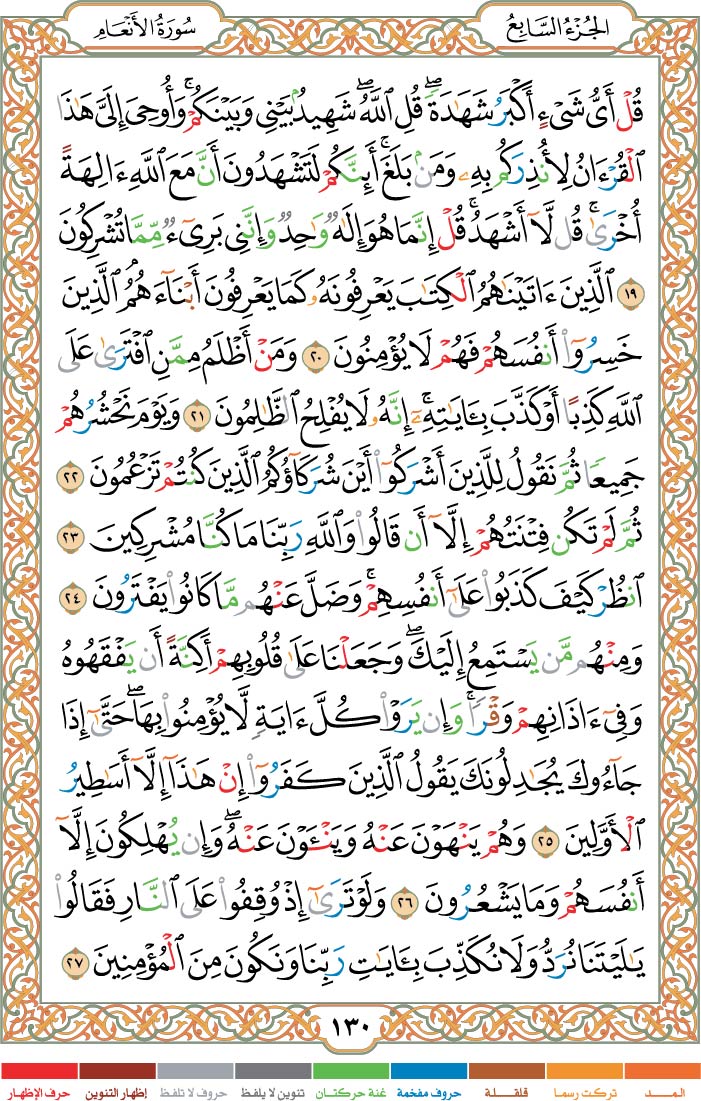 الجُزْءُ السَّابِعُ
سُورَةُ الأَنْعَامِ
قُلْ أَىُّ شَىْءٍ أَكْبَرُ شَهَٰدَةً ۖ قُلِ ٱللَّهُ ۖ شَهِيدٌۢ بَيْنِى وَبَيْنَكُمْ ۚ وَأُوحِىَ إِلَىَّ هَٰذَا
ٱلْقُرْءَانُ لِأُنذِرَكُم بِهِۦ وَمَنۢ بَلَغَ ۚ أَئِنَّكُمْ لَتَشْهَدُونَ أَنَّ مَعَ ٱللَّهِ ءَالِهَةً
أُخْرَىٰ ۚ قُل لَّآ أَشْهَدُ ۚ قُلْ إِنَّمَا هُوَ إِلَٰهٌ وَٰحِدٌ وَإِنَّنِى بَرِىٓءٌ مِّمَّا تُشْرِكُونَ
١٩ ٱلَّذِينَ ءَاتَيْنَٰهُمُ ٱلْكِتَٰبَ يَعْرِفُونَهُۥ كَمَا يَعْرِفُونَ أَبْنَآءَهُمُ ۘ ٱلَّذِينَ
خَسِرُوٓا۟ أَنفُسَهُمْ فَهُمْ لَا يُؤْمِنُونَ ٢٠ وَمَنْ أَظْلَمُ مِمَّنِ ٱفْتَرَىٰ عَلَى
ٱللَّهِ كَذِبًا أَوْ كَذَّبَ بِـَٔايَٰتِهِۦٓ ۗ إِنَّهُۥ لَا يُفْلِحُ ٱلظَّٰلِمُونَ ٢١ وَيَوْمَ نَحْشُرُهُمْ
جَمِيعًا ثُمَّ نَقُولُ لِلَّذِينَ أَشْرَكُوٓا۟ أَيْنَ شُرَكَآؤُكُمُ ٱلَّذِينَ كُنتُمْ تَزْعُمُونَ ٢٢
ثُمَّ لَمْ تَكُن فِتْنَتُهُمْ إِلَّآ أَن قَالُوا۟ وَٱللَّهِ رَبِّنَا مَا كُنَّا مُشْرِكِينَ ٢٣
ٱنظُرْ كَيْفَ كَذَبُوا۟ عَلَىٰٓ أَنفُسِهِمْ ۚ وَضَلَّ عَنْهُم مَّا كَانُوا۟ يَفْتَرُونَ ٢٤
وَمِنْهُم مَّن يَسْتَمِعُ إِلَيْكَ ۖ وَجَعَلْنَا عَلَىٰ قُلُوبِهِمْ أَكِنَّةً أَن يَفْقَهُوهُ
وَفِىٓ ءَاذَانِهِمْ وَقْرًا ۚ وَإِن يَرَوْا۟ كُلَّ ءَايَةٍ لَّا يُؤْمِنُوا۟ بِهَا ۖ حَتَّىٰٓ إِذَا
جَآءُوكَ يُجَٰدِلُونَكَ يَقُولُ ٱلَّذِينَ كَفَرُوٓا۟ إِنْ هَٰذَآ إِلَّآ أَسَٰطِيرُ
ٱلْأَوَّلِينَ ٢٥ وَهُمْ يَنْهَوْنَ عَنْهُ وَيَنْـَٔوْنَ عَنْهُ ۖ وَإِن يُهْلِكُونَ إِلَّآ
أَنفُسَهُمْ وَمَا يَشْعُرُونَ ٢٦ وَلَوْ تَرَىٰٓ إِذْ وُقِفُوا۟ عَلَى ٱلنَّارِ فَقَالُوا۟
يَٰلَيْتَنَا نُرَدُّ وَلَا نُكَذِّبَ بِـَٔايَٰتِ رَبِّنَا وَنَكُونَ مِنَ ٱلْمُؤْمِنِينَ ٢٧
١٣٠
المـــد تركت رسما قلقـلة حروف مفخمة غنة حركتـان تنوين لا يلفظ حروف لا تلفظ إظهار التنوين حرف الإظهار